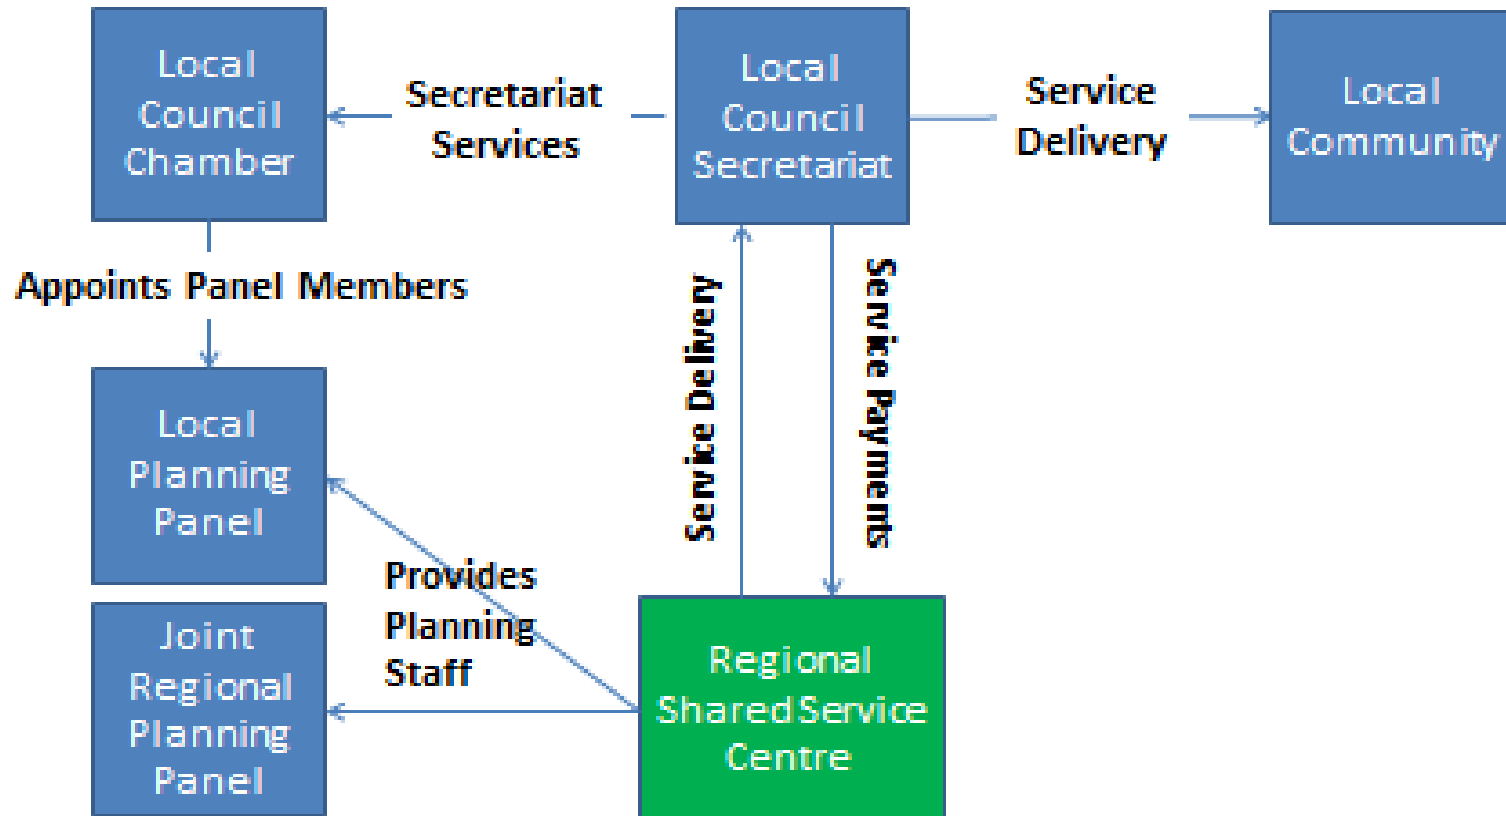 Local
Council
Chamber
Secretariat
Services
Local
Council
Secretariat
Service
Delivery
Local
Community
Appoints Panel Members
Service Delivery
Service Payments
Local
Planning
Panel
Provides
Planning
Staff
Joint
Regional
Planning
Panel
Regional
Shared Service
Centre